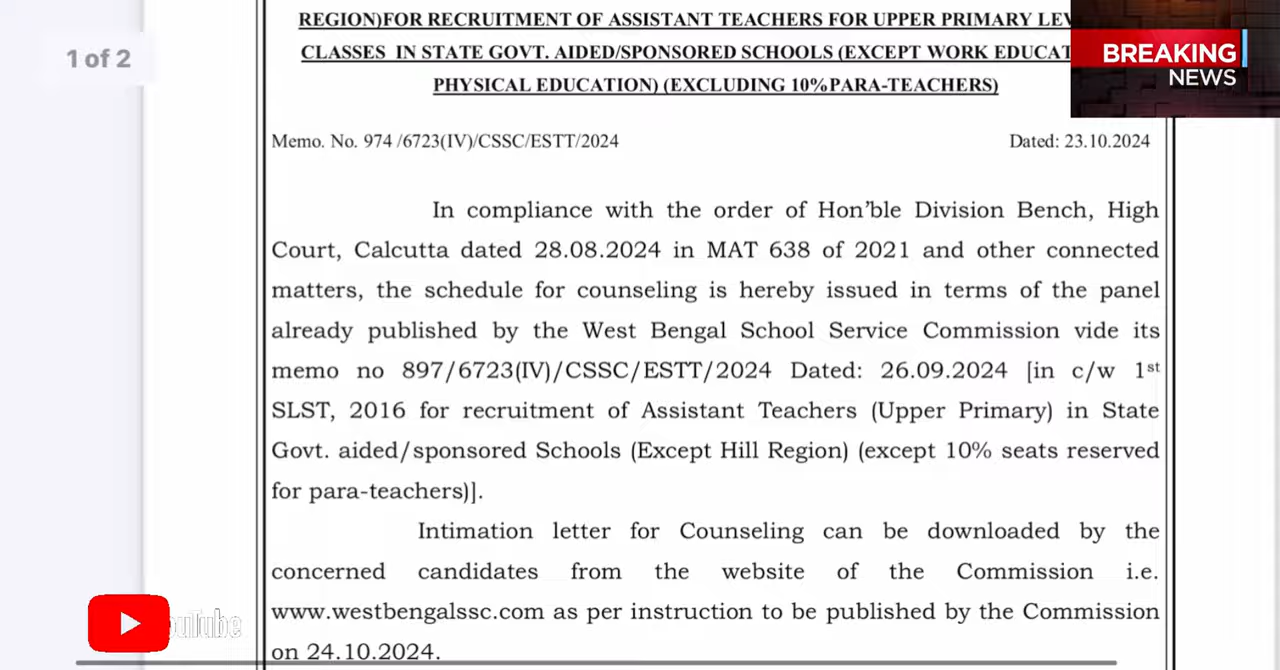 1 of 2
REGION)FOR RECRUITMENT OF ASSISTANT TEACHERS FOR UPPER PRIMARY
BREAKING
NEWS
CLASSES IN STATE GOVT. AIDED/SPONSORED SCHOOLS (EXCEPT WORK
PHYSICAL EDUCATION) (EXCLUDING 10%PARA-TEACHERS)
Memo. No. 974 /6723(IV)/CSSC/ESTT/2024 Dated: 23.10.2024
In compliance with the order of Hon’ble Division Bench, High
Court, Calcutta dated 28.08.2024 in MAT 638 of 2021 and other connected
matters, the schedule for counseling is hereby issued in terms of the panel
already published by the West Bengal School Service Commission vide its
memo no 897/6723(IV)/CSSC/ESTT/2024 Dated: 26.09.2024 [in c/w 1st
SLST, 2016 for recruitment of Assistant Teachers (Upper Primary) in State
Govt. aided/sponsored Schools (Except Hill Region) (except 10% seats reserved
for para-teachers)].
Intimation letter for Counseling can be downloaded by the
concerned candidates from the website of the Commission i.e.
www.westbengalssc.com as per instruction to be published by the Commission
on 24.10.2024.